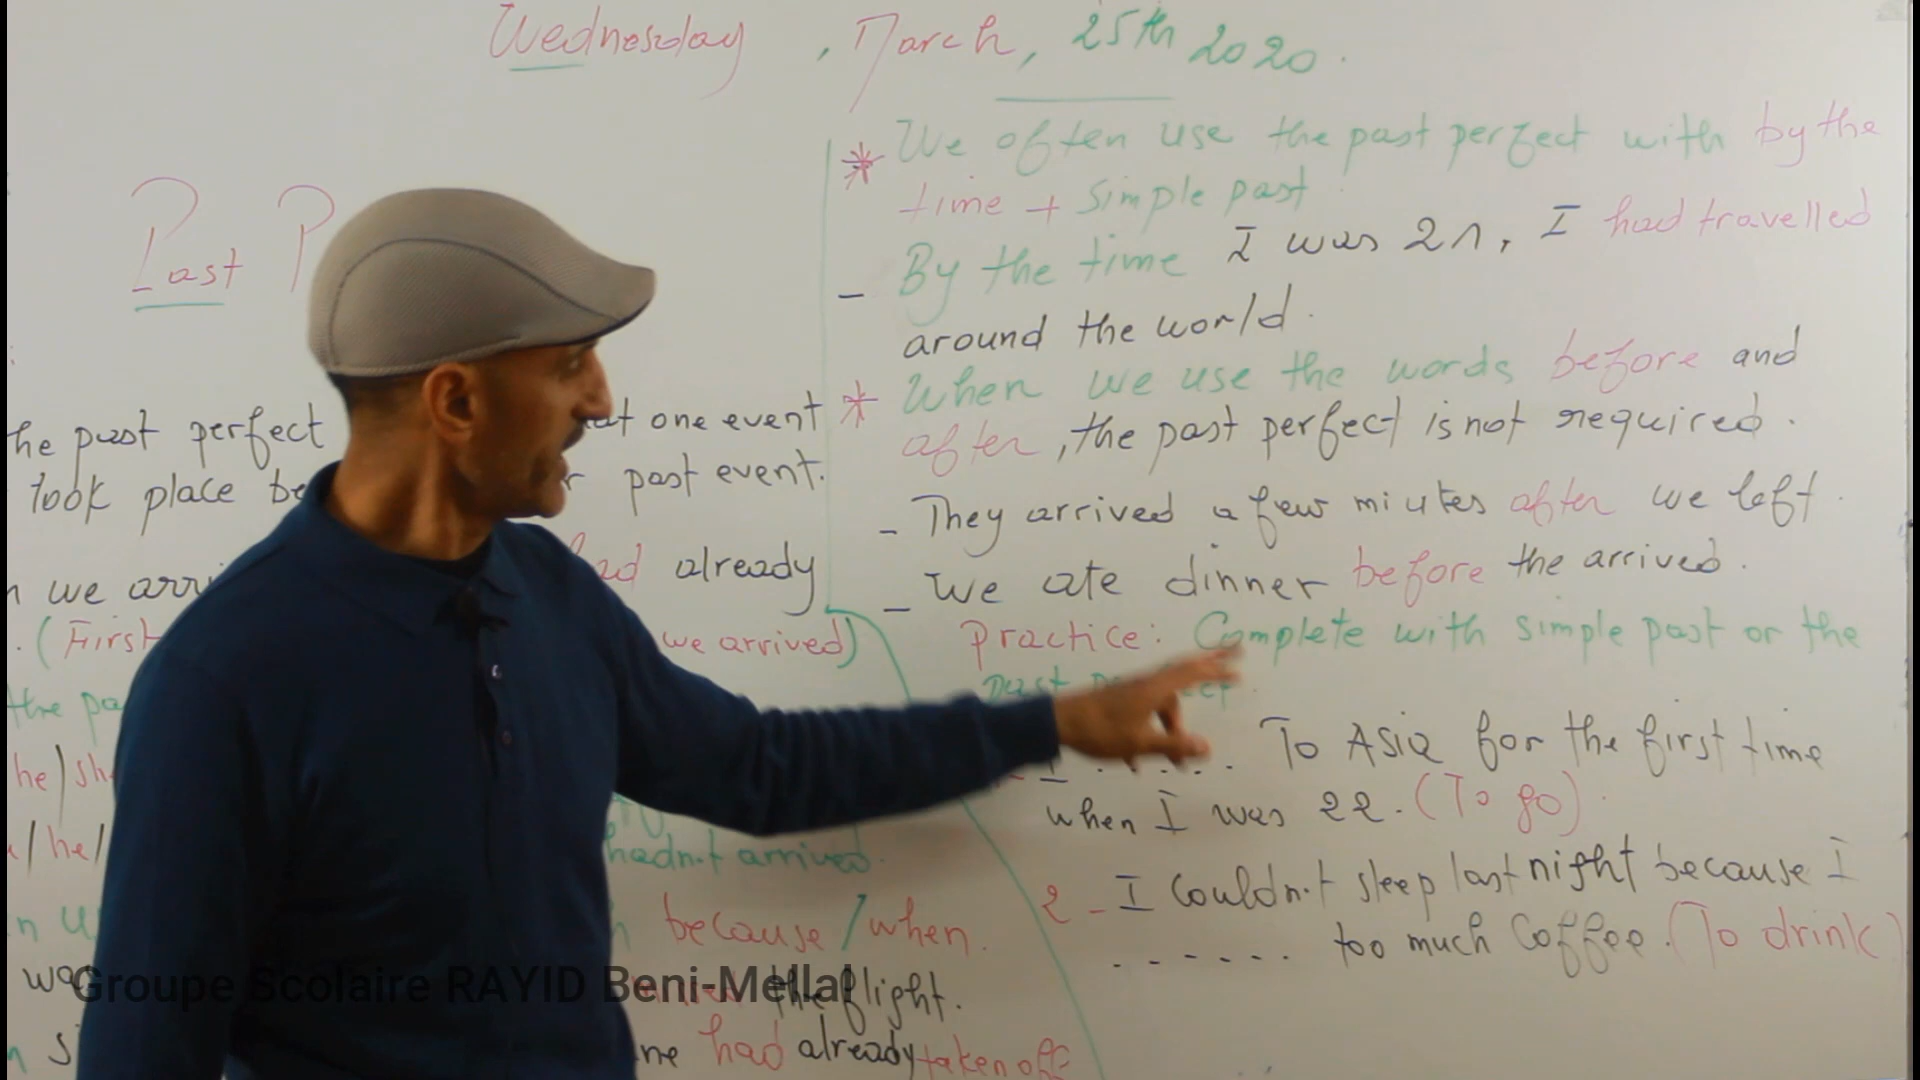 Wednesday, March, 25th 2020.
Past P
he past perfect at one event
took place be r past event.
n we arri had already
. (First we arrived)
the pa
he/sh
/he/
hadn't arrived.
n because/when.
wa the flight.
ne had already taken off
* We often use the past perfect with by the
time + simple past.
- By the time I was 21, I had travelled
around the world.
* When we use the words before and
after, the past perfect is not required.
- They arrived a few miutes after we left.
- We ate dinner before the arrived.
Practice: Complete with simple past or the
past
I ...... To Asia for the first time
when I was 22. (To go).
2 - I Couldn't sleep last night because I
...... too much Coffee. (To drink)
Groupe Scolaire RAYID Beni-Mellal